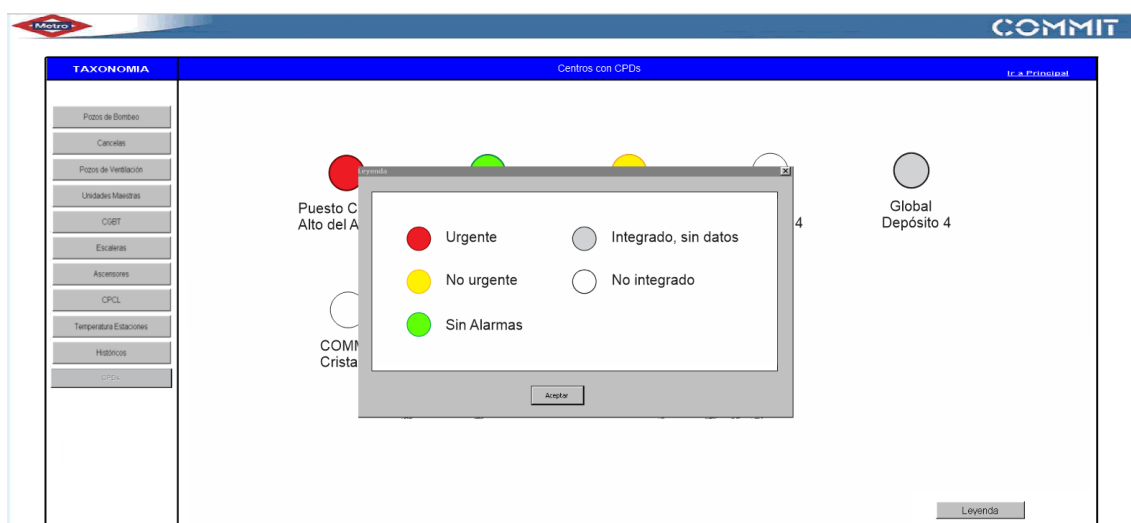 Metro
COMMIT
TAXONOMIA
Centros con CPDs
Ir a Principal
Pozos de Bombeo
Cancelas
Pozos de Ventilación
Unidades Maestras
CGBT
Escaleras
Ascensores
CPCL
Temperatura Estaciones
Históricos
CPDs
Puesto C
Alto del A
4
Global
Depósito 4
COMM
Crista
Leyenda
Urgente
Integrado, sin datos
No urgente
No integrado
Sin Alarmas
Aceptar
Leyenda